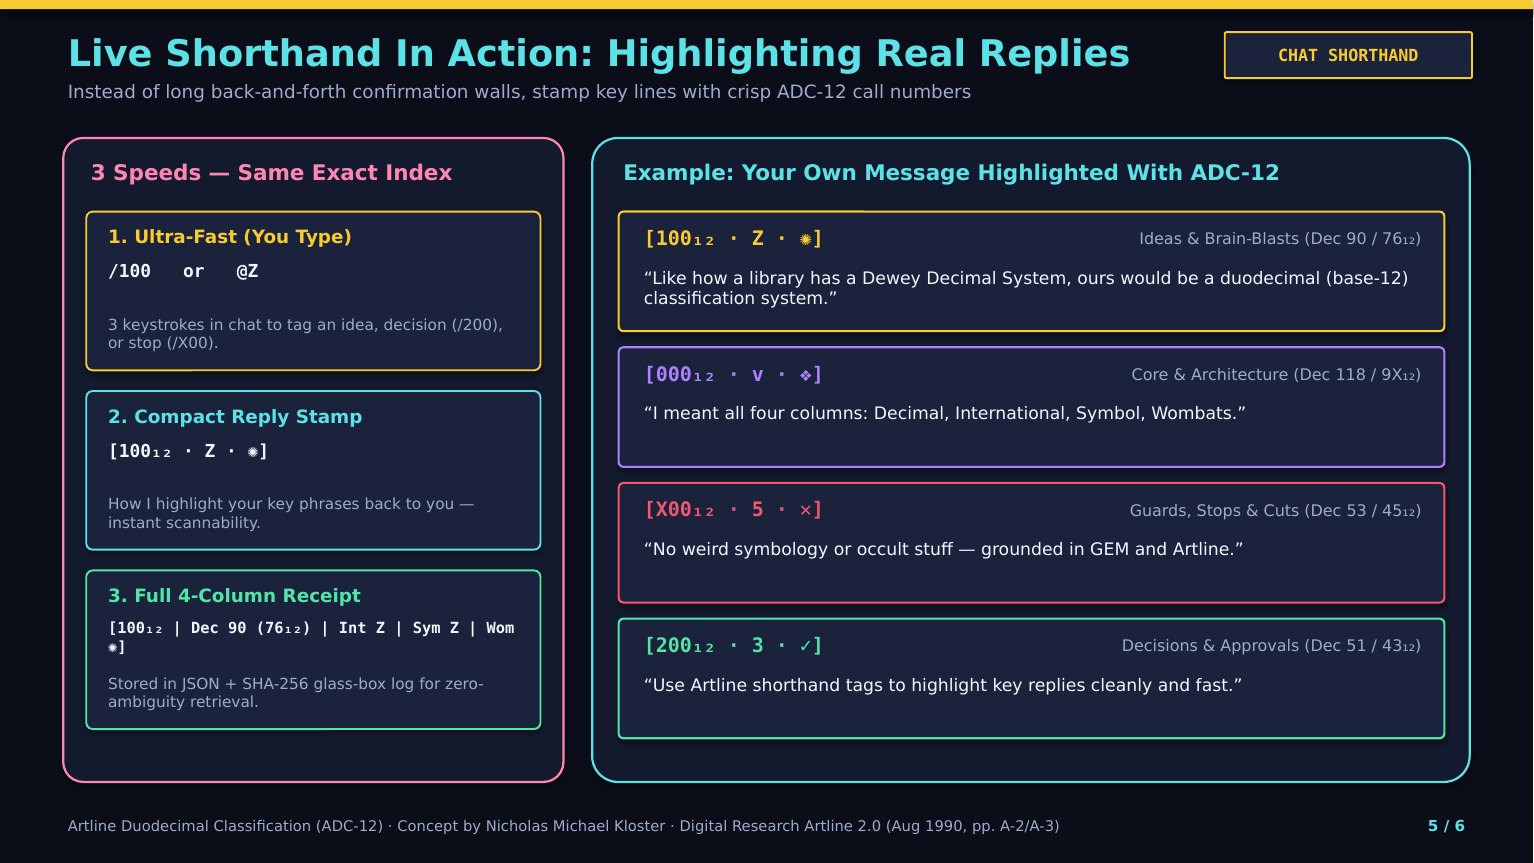 Live Shorthand In Action: Highlighting Real Replies
CHAT SHORTHAND
Instead of long back-and-forth confirmation walls, stamp key lines with crisp ADC-12 call numbers
3 Speeds — Same Exact Index
1. Ultra-Fast (You Type)
/100 or @Z
3 keystrokes in chat to tag an idea, decision (/200),
or stop (/X00).
2. Compact Reply Stamp
[100₁₂ · Z · ✺]
How I highlight your key phrases back to you —
instant scannability.
3. Full 4-Column Receipt
[100₁₂ | Dec 90 (76₁₂) | Int Z | Sym Z | Wom
✺]
Stored in JSON + SHA-256 glass-box log for zero-
ambiguity retrieval.
Example: Your Own Message Highlighted With ADC-12
[100₁₂ · Z · ✺]
Ideas & Brain-Blasts (Dec 90 / 76₁₂)
“Like how a library has a Dewey Decimal System, ours would be a duodecimal (base-12)
classification system.”
[000₁₂ · v · ❖]
Core & Architecture (Dec 118 / 9X₁₂)
“I meant all four columns: Decimal, International, Symbol, Wombats.”
[X00₁₂ · 5 · ✕]
Guards, Stops & Cuts (Dec 53 / 45₁₂)
“No weird symbology or occult stuff — grounded in GEM and Artline.”
[200₁₂ · 3 · ✓]
Decisions & Approvals (Dec 51 / 43₁₂)
“Use Artline shorthand tags to highlight key replies cleanly and fast.”
Artline Duodecimal Classification (ADC-12) · Concept by Nicholas Michael Kloster · Digital Research Artline 2.0 (Aug 1990, pp. A-2/A-3)
5 / 6